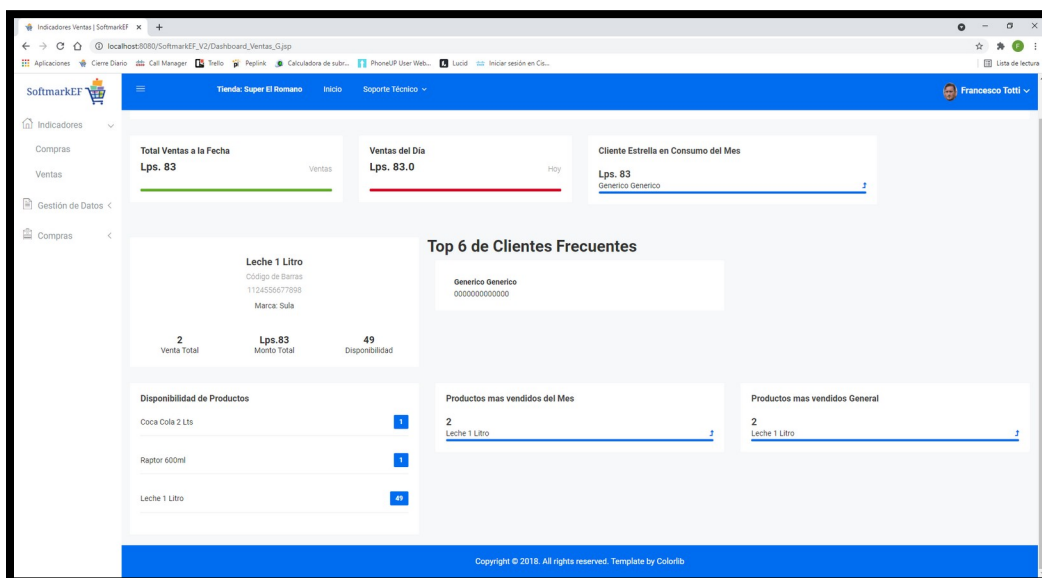 Indicadores Ventas | SoftmarkEF
localhost:8080/SoftmarkEF_V2/Dashboard_Ventas_G.jsp
Aplicaciones Cierre Diario Call Manager Trello Peplink Calculadora de subr... PhoneUP User Web... Lucid Iniciar sesión en Cis... Lista de lectura
SoftmarkEF Tienda: Super El Romano Inicio Soporte Técnico Francesco Totti
Indicadores
Compras
Ventas
Gestión de Datos
Compras
Total Ventas a la Fecha
Lps. 83 Ventas
Ventas del Día
Lps. 83.0 Hoy
Cliente Estrella en Consumo del Mes
Lps. 83
Generico Generico
Leche 1 Litro
Código de Barras
1124556677898
Marca: Sula
2 Lps.83 49
Venta Total Monto Total Disponibilidad
Top 6 de Clientes Frecuentes
Generico Generico
0000000000000
Disponibilidad de Productos
Coca Cola 2 Lts 1
Raptor 600ml 1
Leche 1 Litro 49
Productos mas vendidos del Mes
2
Leche 1 Litro
Productos mas vendidos General
2
Leche 1 Litro
Copyright © 2018. All rights reserved. Template by Colorlib